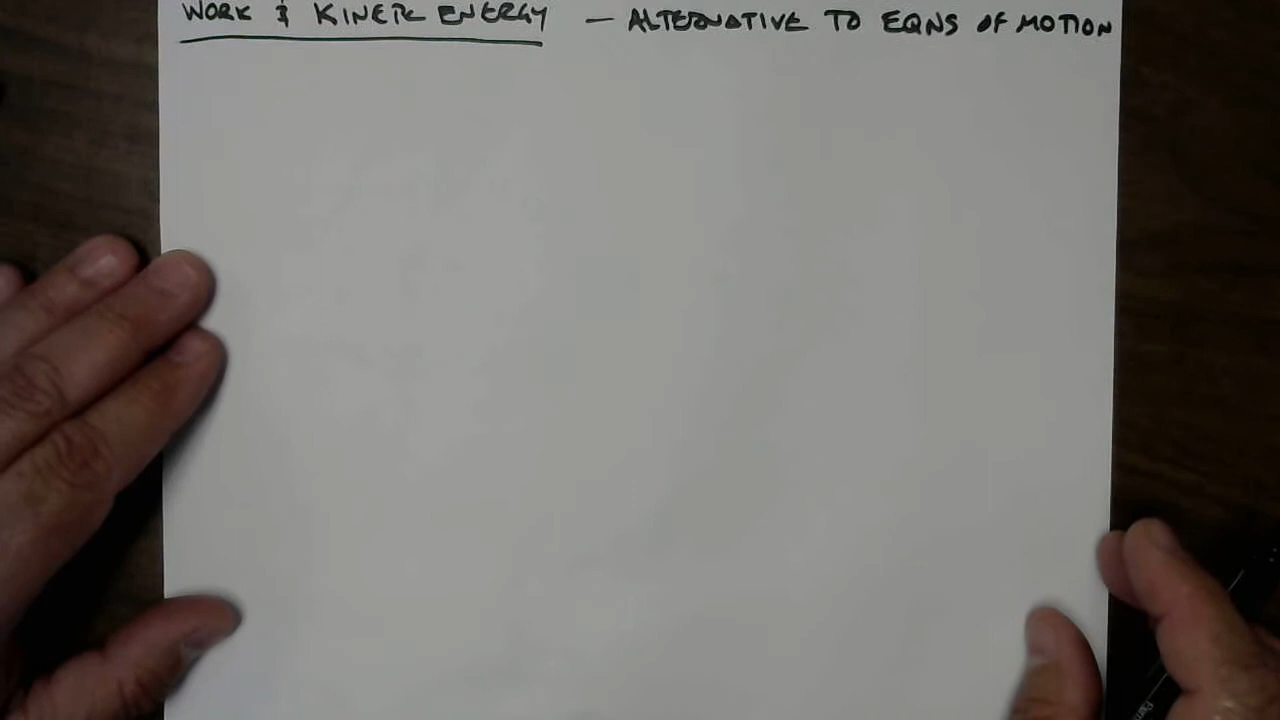 WORK & KINETIC ENERGY — ALTERNATIVE TO EQNS OF MOTION